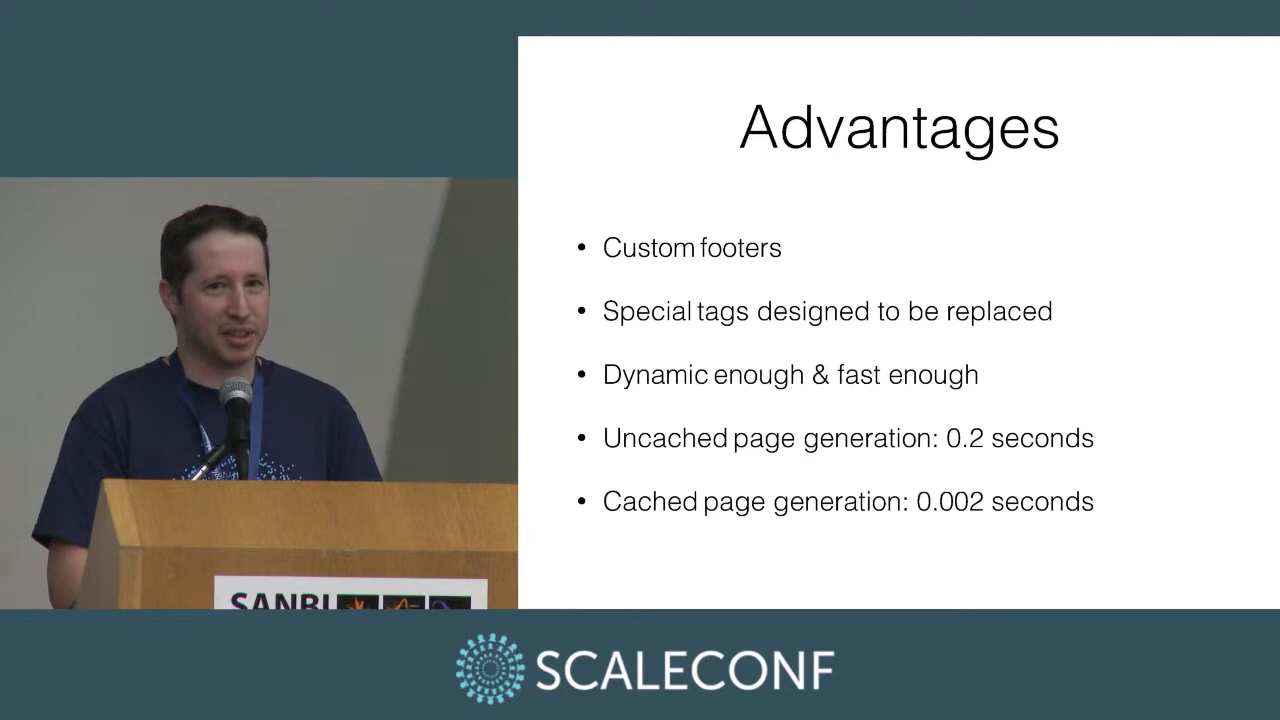 Advantages
• Custom footers
• Special tags designed to be replaced
• Dynamic enough & fast enough
• Uncached page generation: 0.2 seconds
• Cached page generation: 0.002 seconds
SANBI
SCALECONF